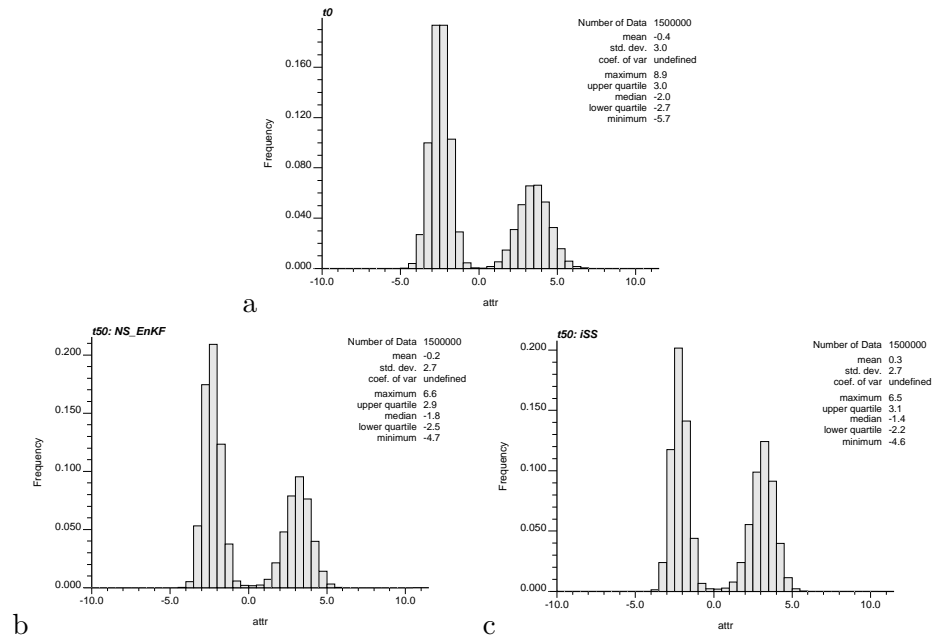 t0
Number of Data 1500000
mean -0.4
std. dev. 3.0
coef. of var undefined
maximum 8.9
upper quartile 3.0
median -2.0
lower quartile -2.7
minimum -5.7
Frequency
0.160
0.120
0.080
0.040
0.000
-10.0 -5.0 0.0 5.0 10.0
attr
a
t50: NS_EnKF
Number of Data 1500000
mean -0.2
std. dev. 2.7
coef. of var undefined
maximum 6.6
upper quartile 2.9
median -1.8
lower quartile -2.5
minimum -4.7
Frequency
0.200
0.150
0.100
0.050
0.000
-10.0 -5.0 0.0 5.0 10.0
attr
b
t50: iSS
Number of Data 1500000
mean 0.3
std. dev. 2.7
coef. of var undefined
maximum 6.5
upper quartile 3.1
median -1.4
lower quartile -2.2
minimum -4.6
Frequency
0.200
0.150
0.100
0.050
0.000
-10.0 -5.0 0.0 5.0 10.0
attr
c